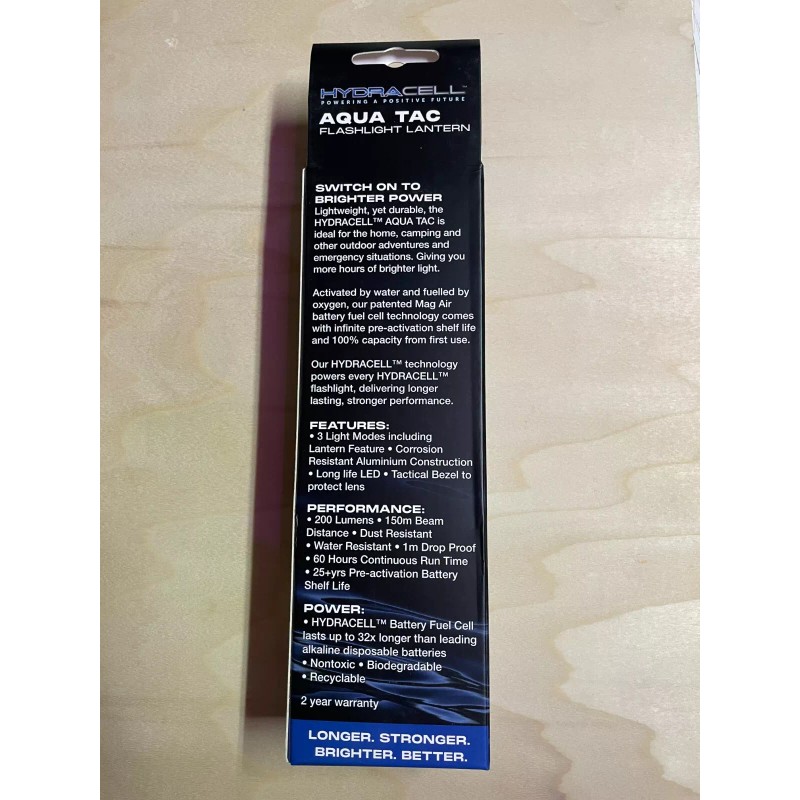 HYDRACELL™
POWERING A POSITIVE FUTURE
AQUA TAC
FLASHLIGHT LANTERN
SWITCH ON TO
BRIGHTER POWER
Lightweight, yet durable, the
HYDRACELL™ AQUA TAC is
ideal for the home, camping and
other outdoor adventures and
emergency situations. Giving you
more hours of brighter light.
Activated by water and fuelled by
oxygen, our patented Mag Air
battery fuel cell technology comes
with infinite pre-activation shelf life
and 100% capacity from first use.
Our HYDRACELL™ technology
powers every HYDRACELL™
flashlight, delivering longer
lasting, stronger performance.
FEATURES:
• 3 Light Modes including
Lantern Feature • Corrosion
Resistant Aluminium Construction
• Long life LED • Tactical Bezel to
protect lens
PERFORMANCE:
• 200 Lumens • 150m Beam
Distance • Dust Resistant
• Water Resistant • 1m Drop Proof
• 60 Hours Continuous Run Time
• 25+yrs Pre-activation Battery
Shelf Life
POWER:
• HYDRACELL™ Battery Fuel Cell
lasts up to 32x longer than leading
alkaline disposable batteries
• Nontoxic • Biodegradable
• Recyclable
2 year warranty
LONGER. STRONGER.
BRIGHTER. BETTER.